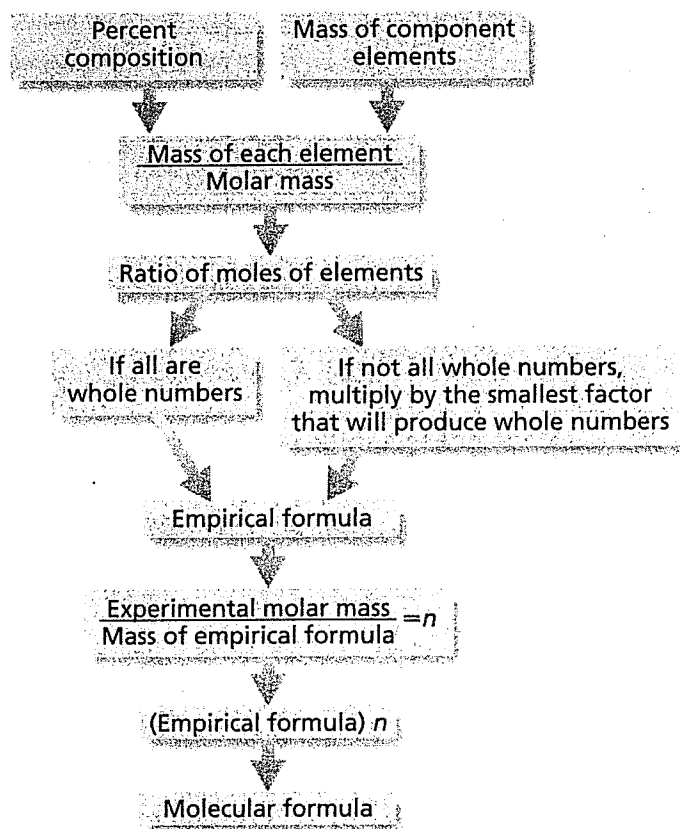 Percent
composition
Mass of component
elements
Mass of each element
Molar mass
Ratio of moles of elements
If all are
whole numbers
If not all whole numbers,
multiply by the smallest factor
that will produce whole numbers
Empirical formula
Experimental molar mass
Mass of empirical formula
=n
(Empirical formula) n
Molecular formula